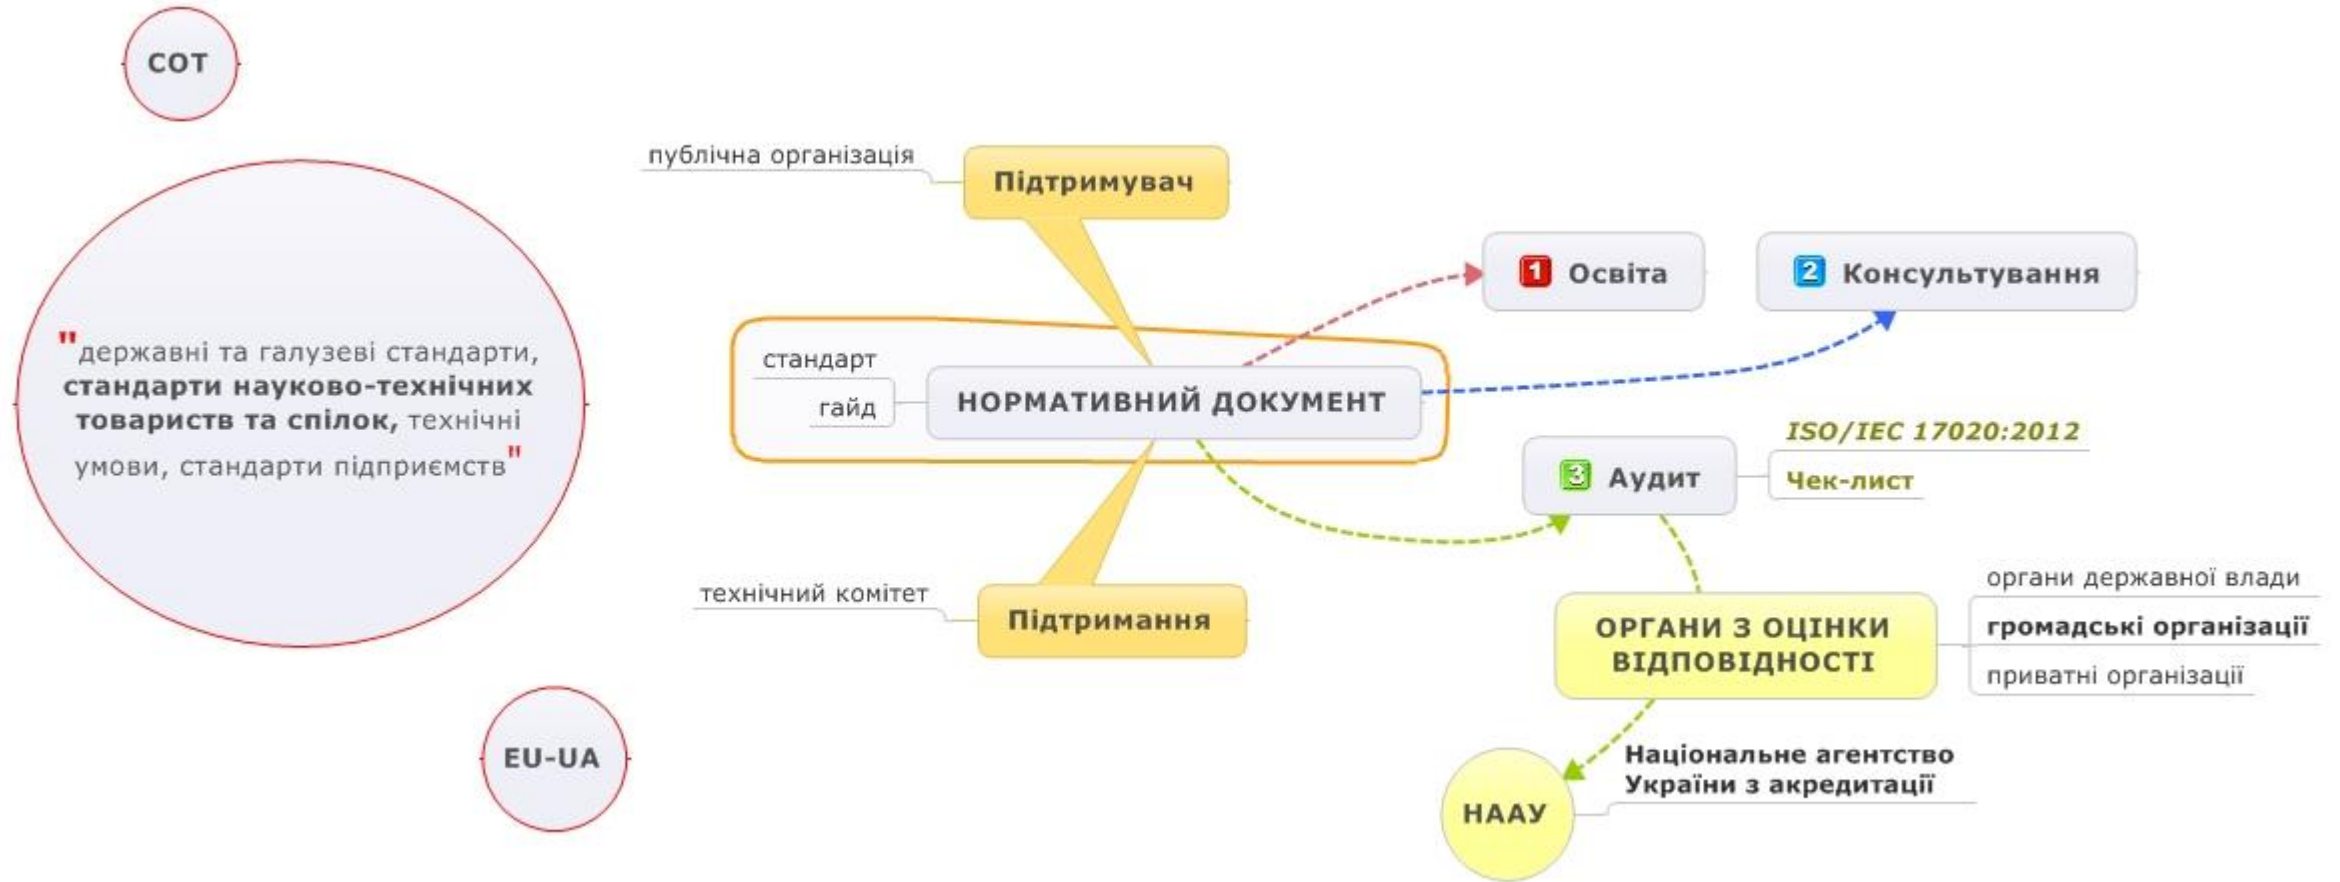 СОТ
"державні та галузеві стандарти,
стандарти науково-технічних
товариств та спілок, технічні
умови, стандарти підприємств"
EU-UA
публічна організація
Підтримувач
стандарт
гайд
НОРМАТИВНИЙ ДОКУМЕНТ
технічний комітет
Підтримання
1 Освіта
2 Консультування
3 Аудит
ISO/IEC 17020:2012
Чек-лист
ОРГАНИ З ОЦІНКИ
ВІДПОВІДНОСТІ
органи державної влади
громадські організації
приватні організації
НААУ
Національне агентство
України з акредитації